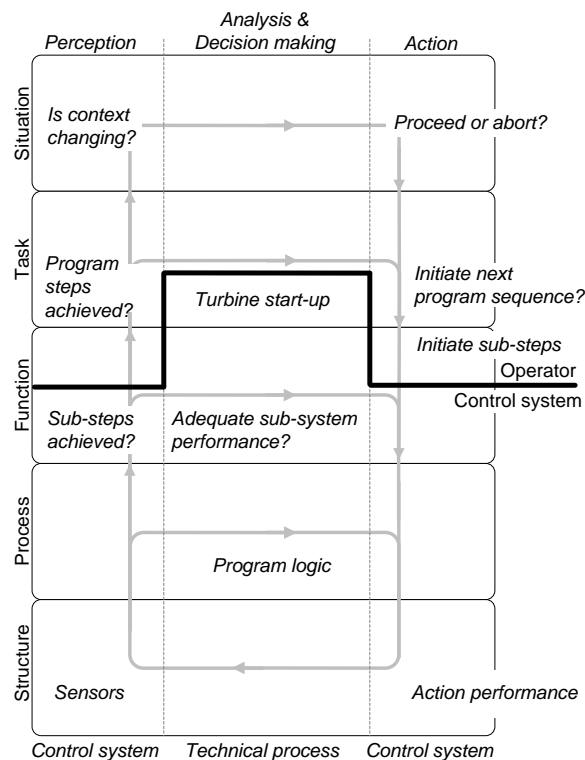 Analysis &
Perception Decision making Action
Situation
Is context
changing?
Proceed or abort?
Task
Program
steps
achieved?
Turbine start-up
Initiate next
program sequence?
Function
Initiate sub-steps
Operator
Control system
Sub-steps
achieved?
Adequate sub-system
performance?
Process
Program logic
Structure
Sensors
Action performance
Control system Technical process Control system